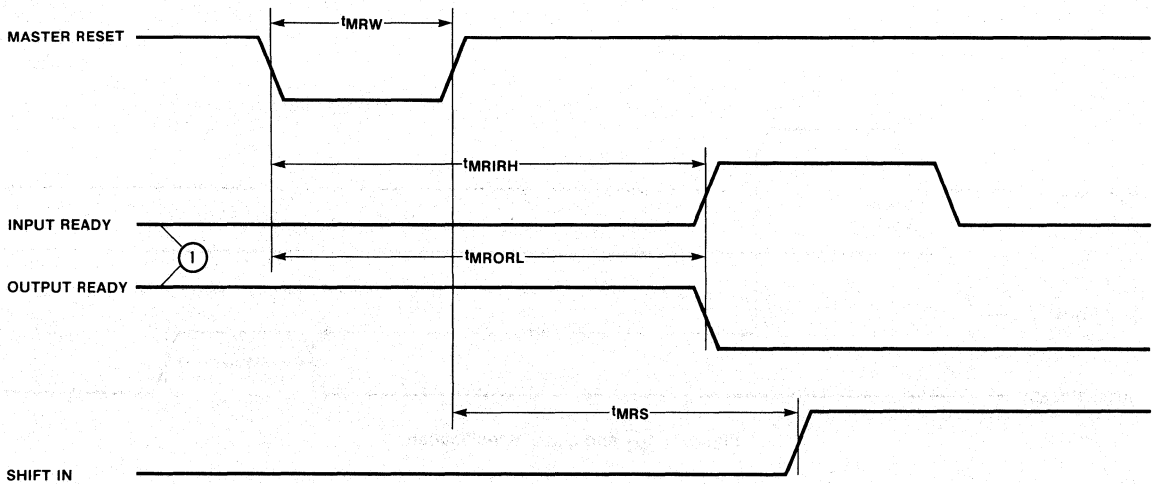 tMRW
MASTER RESET
tMRIRH
INPUT READY
1
tMRORL
OUTPUT READY
tMRS
SHIFT IN